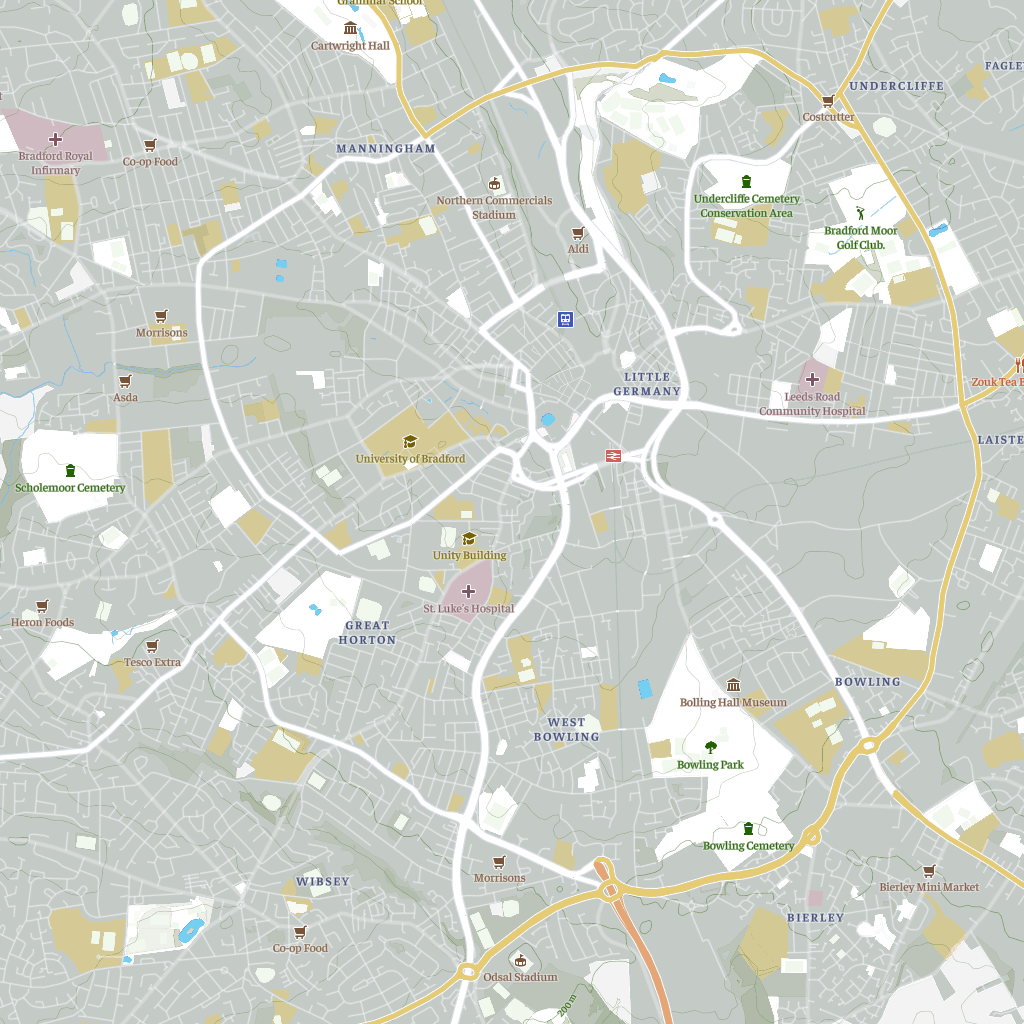 Grammar School
Cartwright Hall
FAGLEY
UNDERCLIFFE
Costcutter
Bradford Royal
Infirmary
Co-op Food
MANNINGHAM
Northern Commercials
Stadium
Undercliffe Cemetery
Conservation Area
Bradford Moor
Golf Club.
Aldi
Morrisons
Asda
LITTLE
GERMANY
Leeds Road
Community Hospital
Zouk Tea B
LAISTE
University of Bradford
Scholemoor Cemetery
Unity Building
St. Luke's Hospital
Heron Foods
GREAT
HORTON
Tesco Extra
BOWLING
Bolling Hall Museum
WEST
BOWLING
Bowling Park
Bowling Cemetery
Morrisons
WIBSEY
Bierley Mini Market
BIERLEY
Co-op Food
Odsal Stadium
200 m